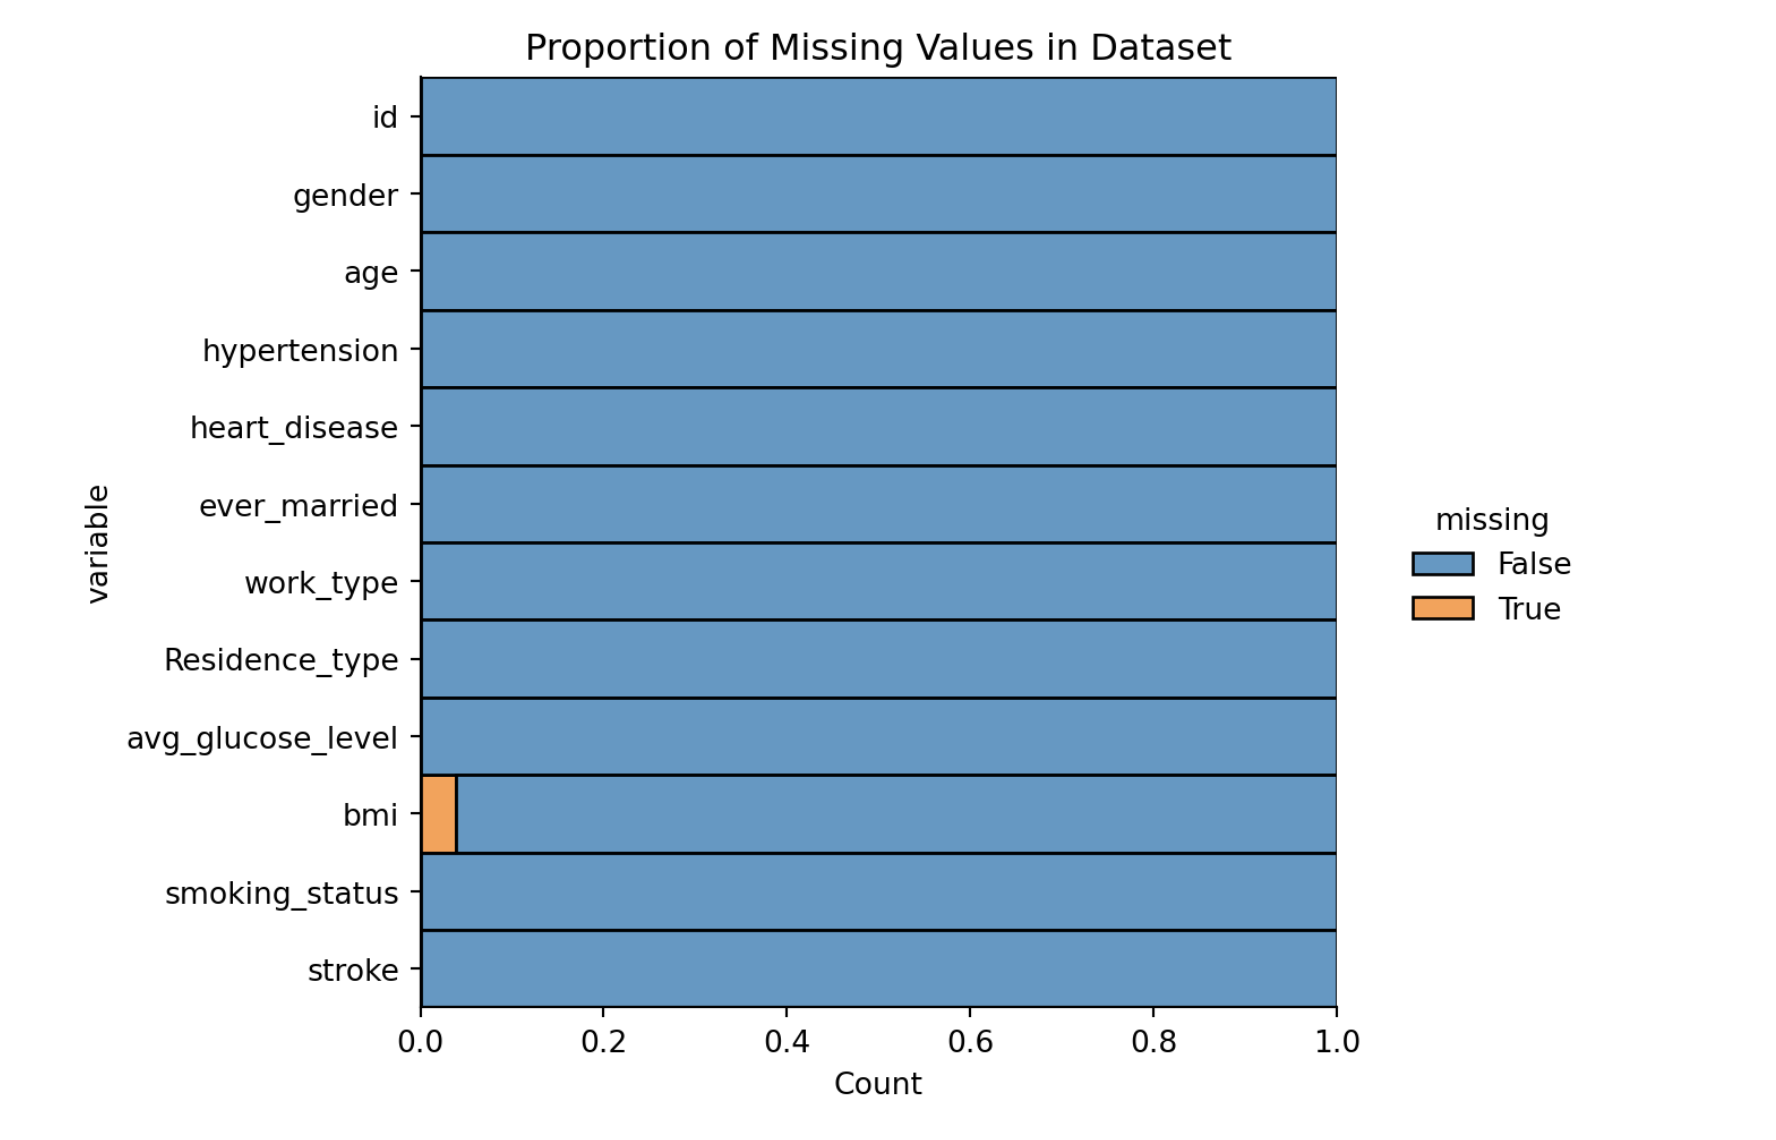 Proportion of Missing Values in Dataset
id
gender
age
hypertension
heart_disease
ever_married
work_type
Residence_type
avg_glucose_level
bmi
smoking_status
stroke
variable
0.0 0.2 0.4 0.6 0.8 1.0
Count
missing
False
True